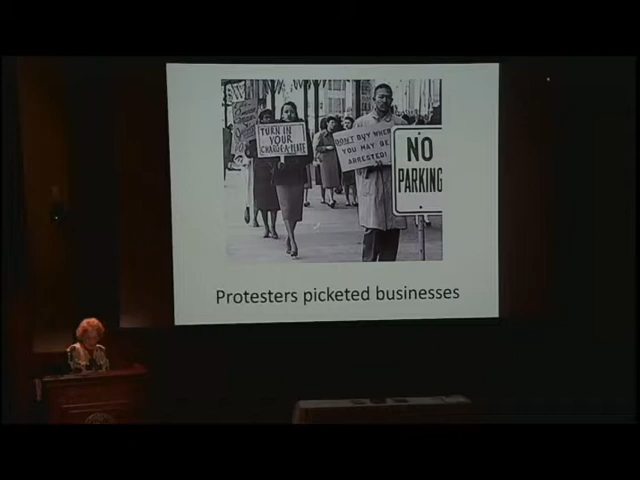 TURN IN
YOUR
CHARGE-A-PLATE
DON'T BUY WHERE
YOU MAY BE
ARRESTED!
NO
PARKING
Protesters picketed businesses